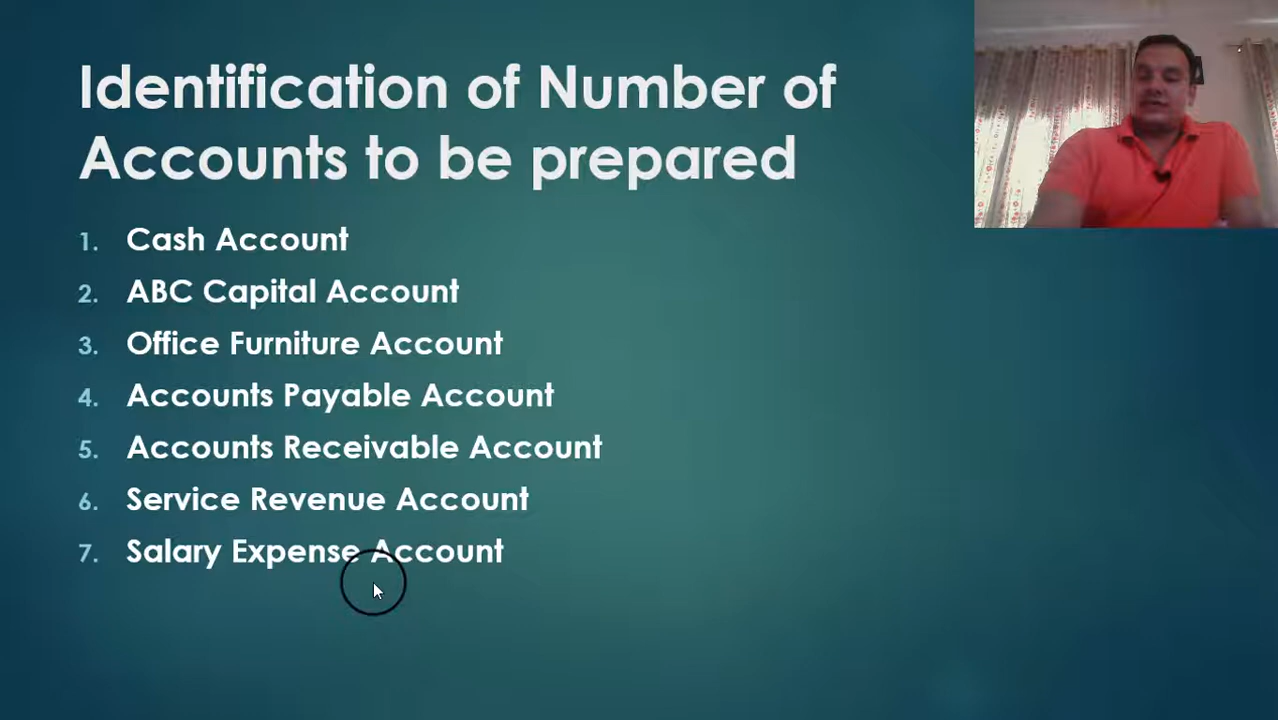 Identification of Number of
Accounts to be prepared
1. Cash Account
2. ABC Capital Account
3. Office Furniture Account
4. Accounts Payable Account
5. Accounts Receivable Account
6. Service Revenue Account
7. Salary Expense Account